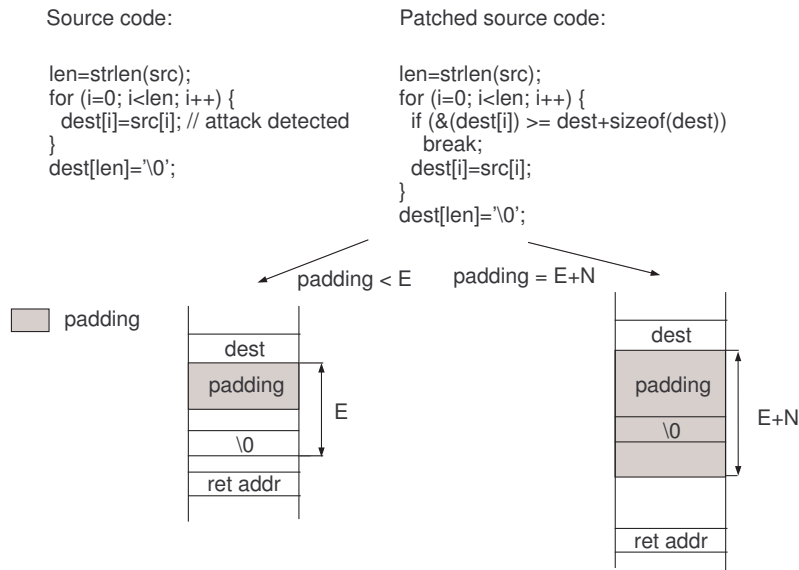 Source code:
len=strlen(src);
for (i=0; i<len; i++) {
dest[i]=src[i]; // attack detected
}
dest[len]='\0';
Patched source code:
len=strlen(src);
for (i=0; i<len; i++) {
if (&(dest[i]) >= dest+sizeof(dest))
break;
dest[i]=src[i];
}
dest[len]='\0';
padding < E
padding = E+N
padding
dest
padding
E
\0
ret addr
dest
padding
\0
E+N
ret addr